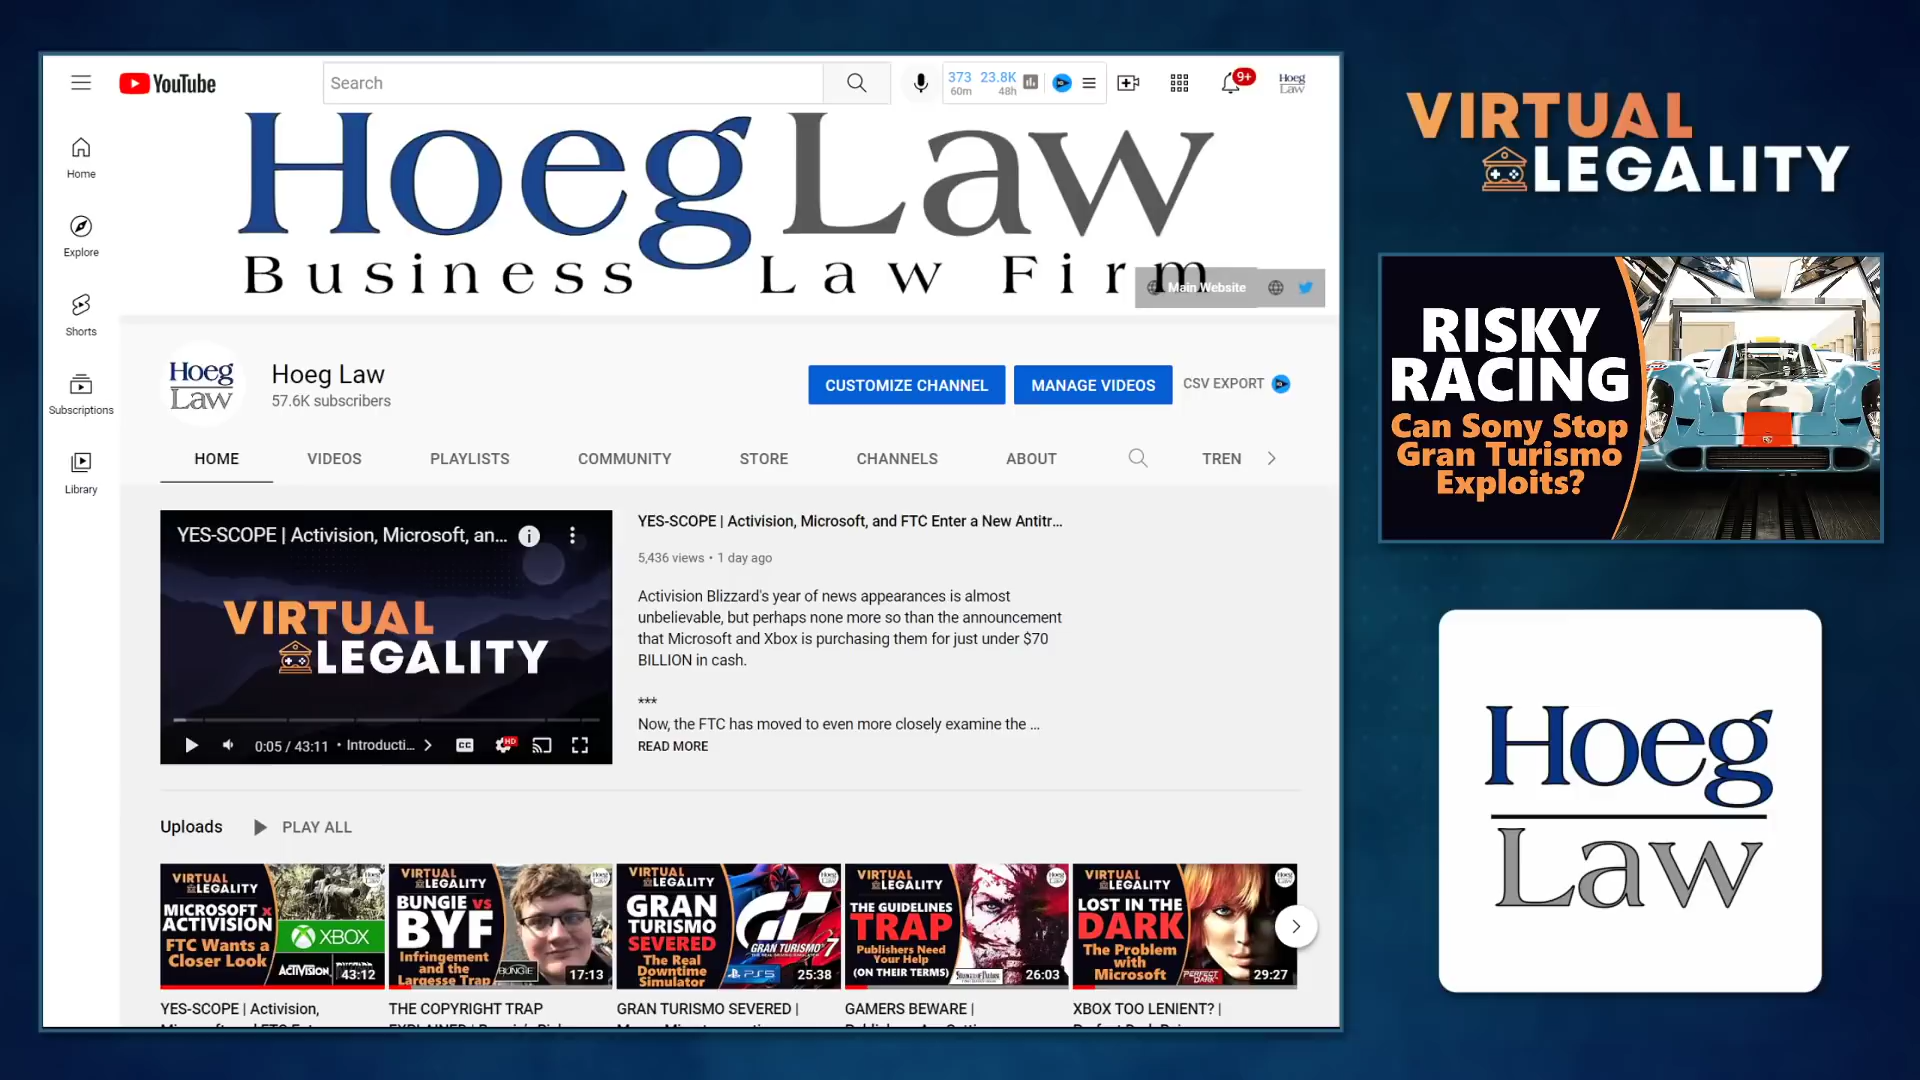 YouTube
Search
373 23.8K
60m 48h
9+
Hoeg
Law
Home
Explore
Shorts
Subscriptions
Library
HoegLaw
Business Law Firm
Main Website
Hoeg
Law
Hoeg Law
57.6K subscribers
CUSTOMIZE CHANNEL
MANAGE VIDEOS
CSV EXPORT
HOME
VIDEOS
PLAYLISTS
COMMUNITY
STORE
CHANNELS
ABOUT
TREN
YES-SCOPE | Activision, Microsoft, an...
VIRTUAL
LEGALITY
0:05 / 43:11 • Introducti...
CC
HD
YES-SCOPE | Activision, Microsoft, and FTC Enter a New Antitr...
5,436 views • 1 day ago
Activision Blizzard's year of news appearances is almost
unbelievable, but perhaps none more so than the announcement
that Microsoft and Xbox is purchasing them for just under $70
BILLION in cash.
***
Now, the FTC has moved to even more closely examine the ...
READ MORE
Uploads
PLAY ALL
VIRTUAL
LEGALITY
MICROSOFT x
ACTIVISION
FTC Wants a
Closer Look
XBOX
ACTIVISION
43:12
YES-SCOPE | Activision,
VIRTUAL
LEGALITY
BUNGIE VS
BYF
Infringement
and the
Largesse Trap
BUNGIE
17:13
THE COPYRIGHT TRAP
VIRTUAL
LEGALITY
GRAN
TURISMO
SEVERED
The Real
Downtime
Simulator
GRAN TURISMO 7
PS5
25:38
GRAN TURISMO SEVERED |
VIRTUAL
LEGALITY
THE GUIDELINES
TRAP
Publishers Need
Your Help
(ON THEIR TERMS)
26:03
GAMERS BEWARE |
VIRTUAL
LEGALITY
LOST IN THE
DARK
The Problem
with
Microsoft
PERFECT DARK
29:27
XBOX TOO LENIENT? |
VIRTUAL
LEGALITY
RISKY
RACING
Can Sony Stop
Gran Turismo
Exploits?
2
Hoeg
Law